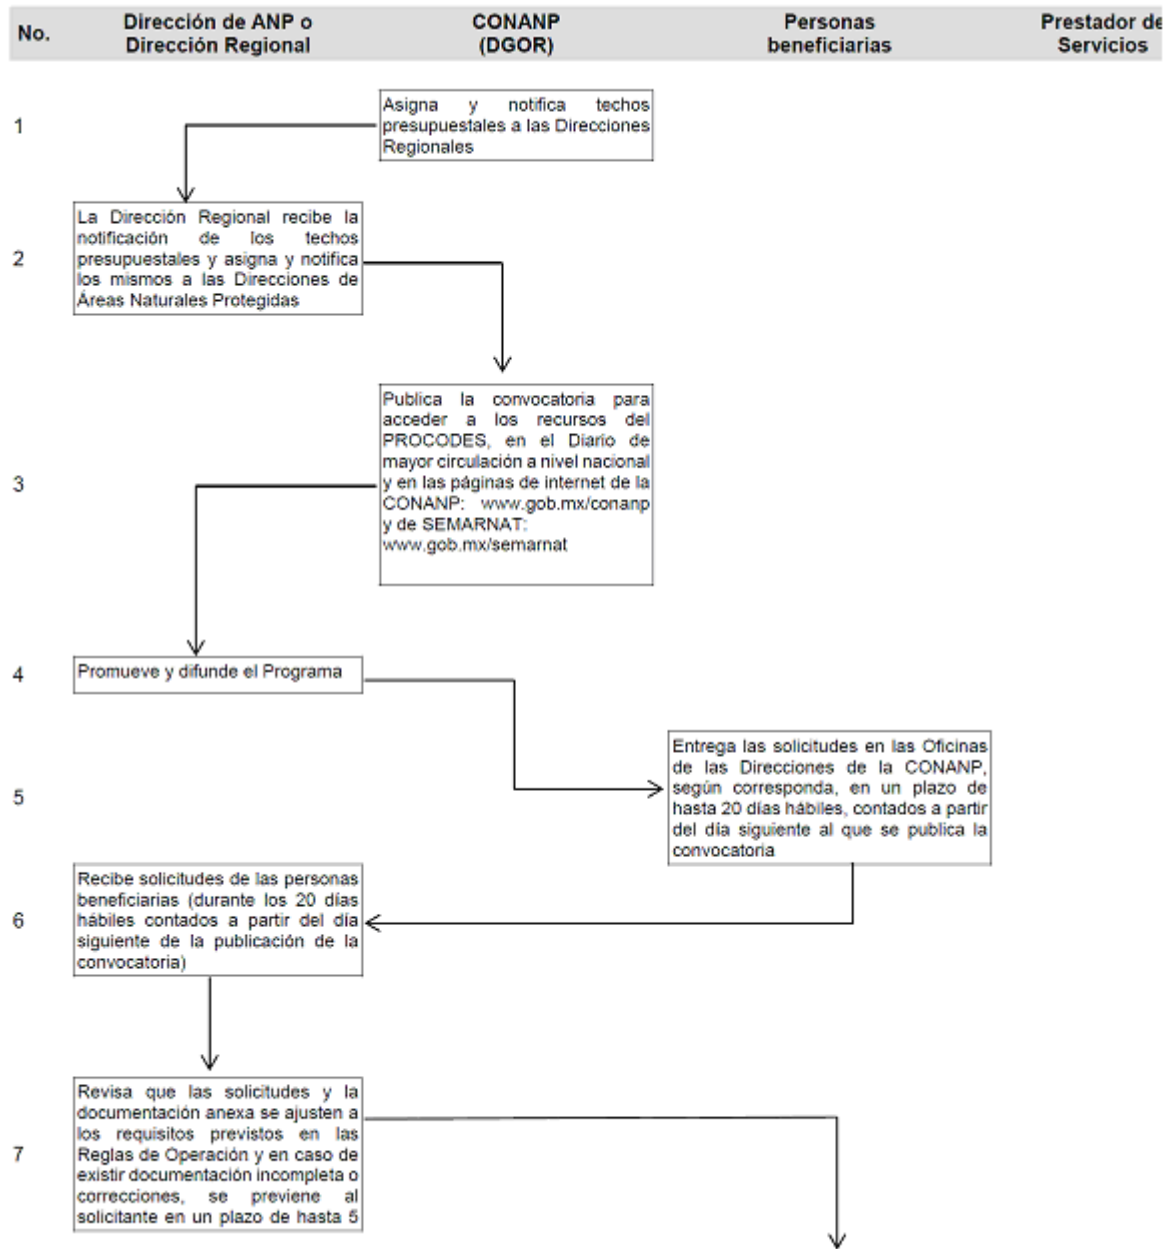 No.
Dirección de ANP o
Dirección Regional
CONANP
(DGOR)
Personas
beneficiarias
Prestador de
Servicios
1
Asigna y notifica techos
presupuestales a las Direcciones
Regionales
2
La Dirección Regional recibe la
notificación de los techos
presupuestales y asigna y notifica
los mismos a las Direcciones de
Áreas Naturales Protegidas
3
Publica la convocatoria para
acceder a los recursos del
PROCODES, en el Diario de
mayor circulación a nivel nacional
y en las páginas de internet de la
CONANP: www.gob.mx/conanp
y de SEMARNAT:
www.gob.mx/semarnat
4
Promueve y difunde el Programa
5
Entrega las solicitudes en las Oficinas
de las Direcciones de la CONANP,
según corresponda, en un plazo de
hasta 20 días hábiles, contados a partir
del día siguiente al que se publica la
convocatoria
6
Recibe solicitudes de las personas
beneficiarias (durante los 20 días
hábiles contados a partir del día
siguiente de la publicación de la
convocatoria)
7
Revisa que las solicitudes y la
documentación anexa se ajusten a
los requisitos previstos en las
Reglas de Operación y en caso de
existir documentación incompleta o
correcciones, se previene al
solicitante en un plazo de hasta 5